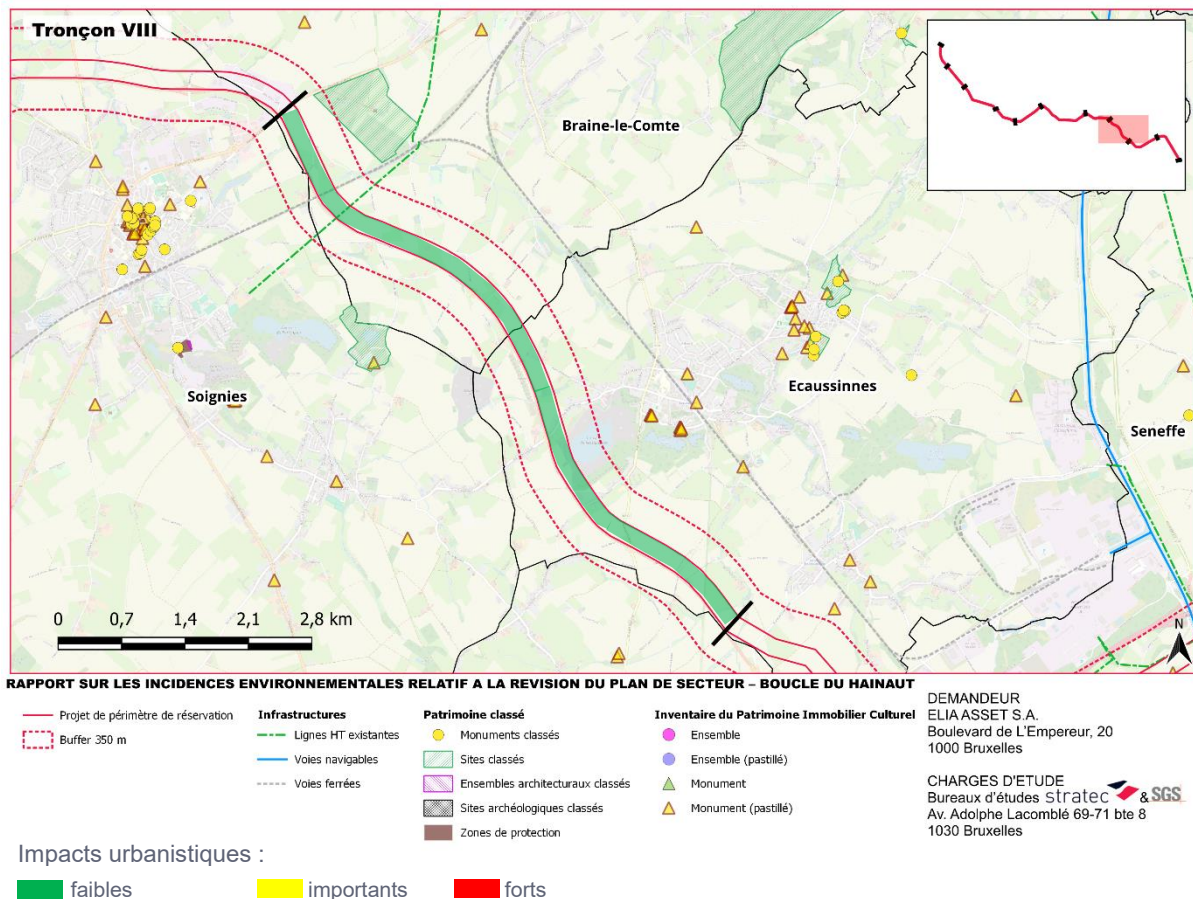 Tronçon VIII
Braine-le-Comte
Soignies
Ecaussinnes
Seneffe
0 0,7 1,4 2,1 2,8 km
N
RAPPORT SUR LES INCIDENCES ENVIRONNEMENTALES RELATIF A LA REVISION DU PLAN DE SECTEUR – BOUCLE DU HAINAUT
Projet de périmètre de réservation
Buffer 350 m
Infrastructures
Lignes HT existantes
Voies navigables
Voies ferrées
Patrimoine classé
Monuments classés
Sites classés
Ensembles architecturaux classés
Sites archéologiques classés
Zones de protection
Inventaire du Patrimoine Immobilier Culturel
Ensemble
Ensemble (pastillé)
Monument
Monument (pastillé)
DEMANDEUR
ELIA ASSET S.A.
Boulevard de L'Empereur, 20
1000 Bruxelles
CHARGES D'ETUDE
Bureaux d'études stratec & SGS
Av. Adolphe Lacomblé 69-71 bte 8
1030 Bruxelles
Impacts urbanistiques :
faibles importants forts